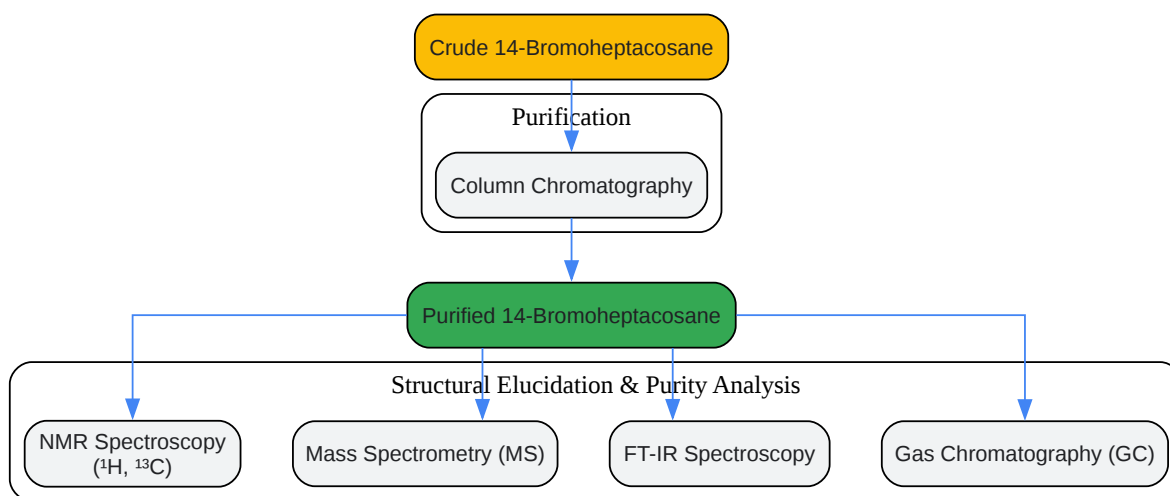 Crude 14-Bromoheptacosane
Purification
Column Chromatography
Purified 14-Bromoheptacosane
Structural Elucidation & Purity Analysis
NMR Spectroscopy
(¹H, ¹³C)
Mass Spectrometry (MS)
FT-IR Spectroscopy
Gas Chromatography (GC)